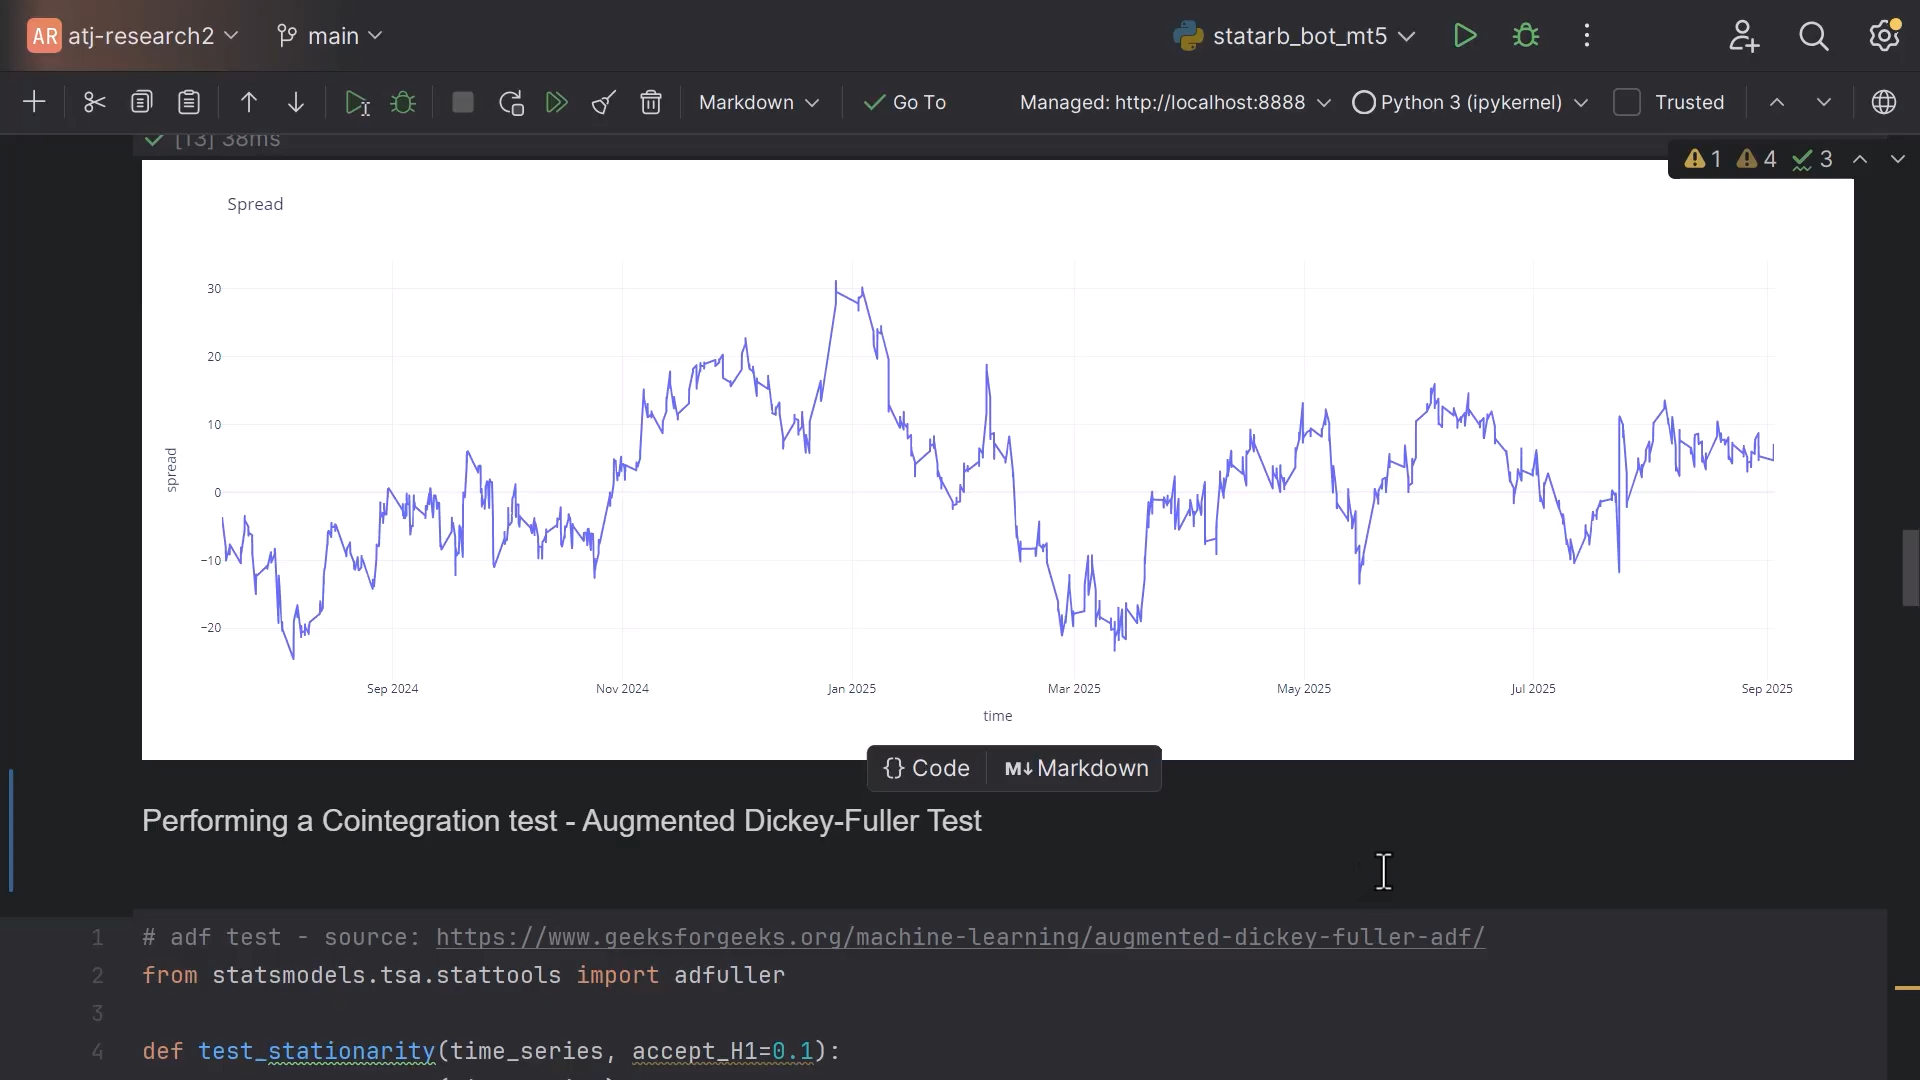 AR atj-research2 main statarb_bot_mt5
Markdown Go To Managed: http://localhost:8888 Python 3 (ipykernel) Trusted
[13] 38ms
1 4 3
Spread
30
20
10
0
−10
−20
spread
Sep 2024 Nov 2024 Jan 2025 Mar 2025 May 2025 Jul 2025 Sep 2025
time
{} Code M↓ Markdown
Performing a Cointegration test - Augmented Dickey-Fuller Test
1 # adf test - source: https://www.geeksforgeeks.org/machine-learning/augmented-dickey-fuller-adf/
2 from statsmodels.tsa.stattools import adfuller
3
4 def test_stationarity(time_series, accept_H1=0.1):